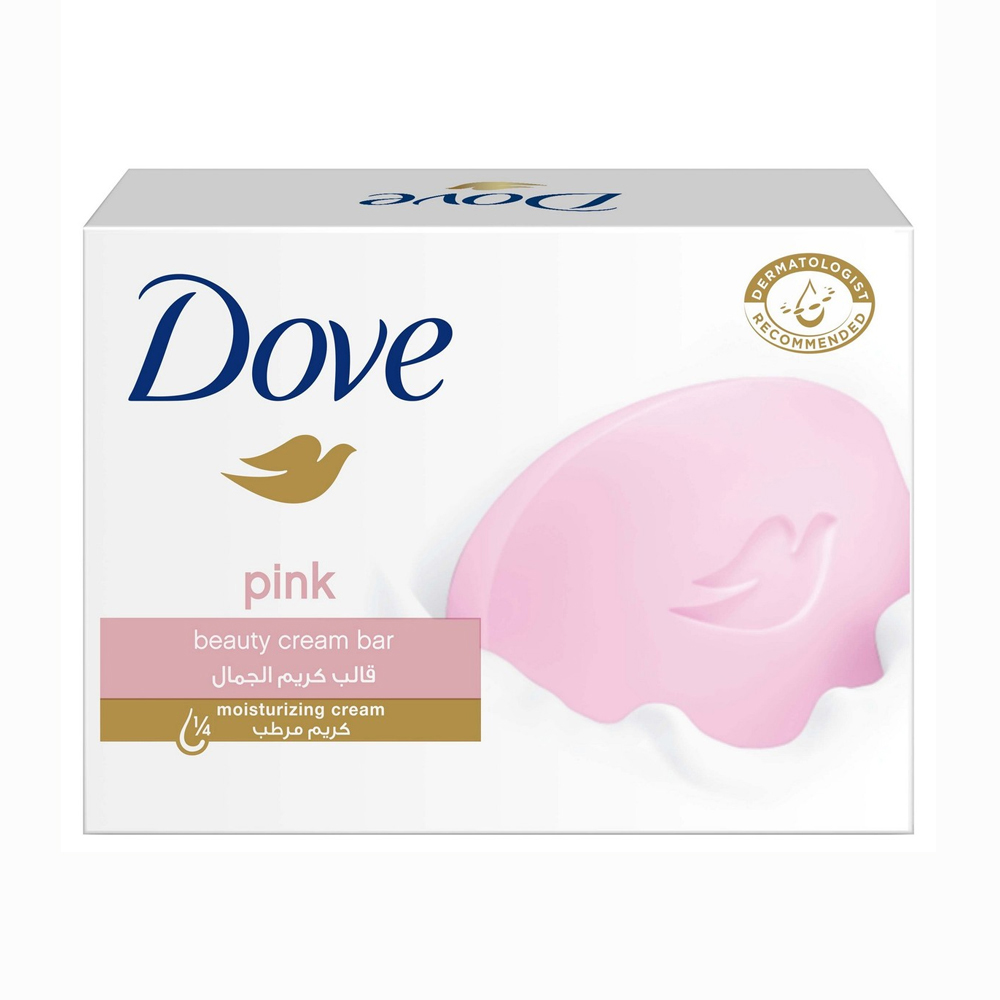 Dove
Dove
DERMATOLOGIST
RECOMMENDED
pink
beauty cream bar
قالب كريم الجمال
1/4
moisturizing cream
كريم مرطب